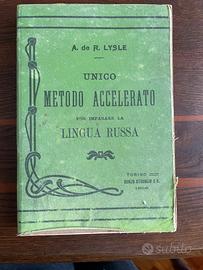 A. de R. LYSLE
UNICO
METODO ACCELERATO
PER IMPARARE LA
LINGUA RUSSA
TORINO
subito